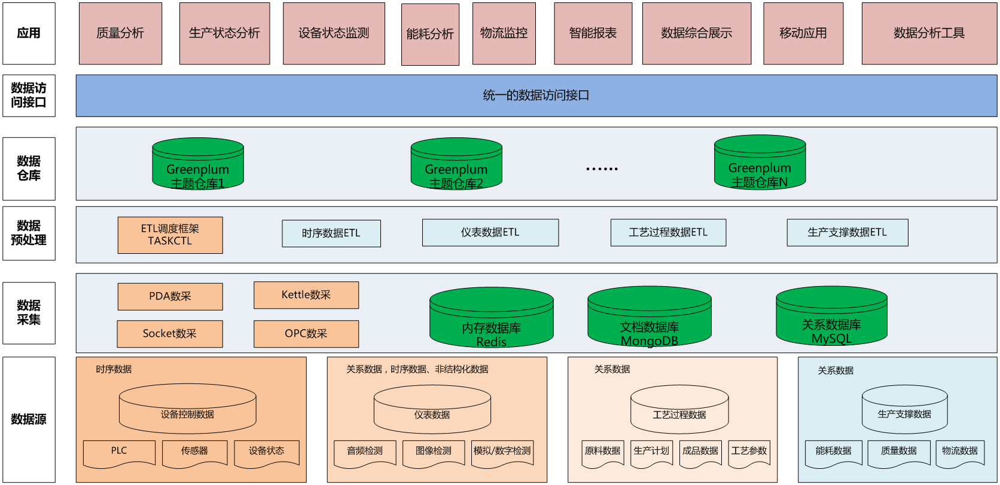 应用
质量分析
生产状态分析
设备状态监测
能耗分析
物流监控
智能报表
数据综合展示
移动应用
数据分析工具
数据访
问接口
统一的数据访问接口
数据
仓库
Greenplum
主题仓库1
Greenplum
主题仓库2
......
Greenplum
主题仓库N
数据
预处理
ETL调度框架
TASKCTL
时序数据ETL
仪表数据ETL
工艺过程数据ETL
生产支撑数据ETL
数据
采集
PDA数采
Kettle数采
Socket数采
OPC数采
内存数据库
Redis
文档数据库
MongoDB
关系数据库
MySQL
数据源
时序数据
设备控制数据
PLC
传感器
设备状态
关系数据，时序数据、非结构化数据
仪表数据
音频检测
图像检测
模拟/数字检测
关系数据
工艺过程数据
原料数据
生产计划
成品数据
工艺参数
关系数据
生产支撑数据
能耗数据
质量数据
物流数据